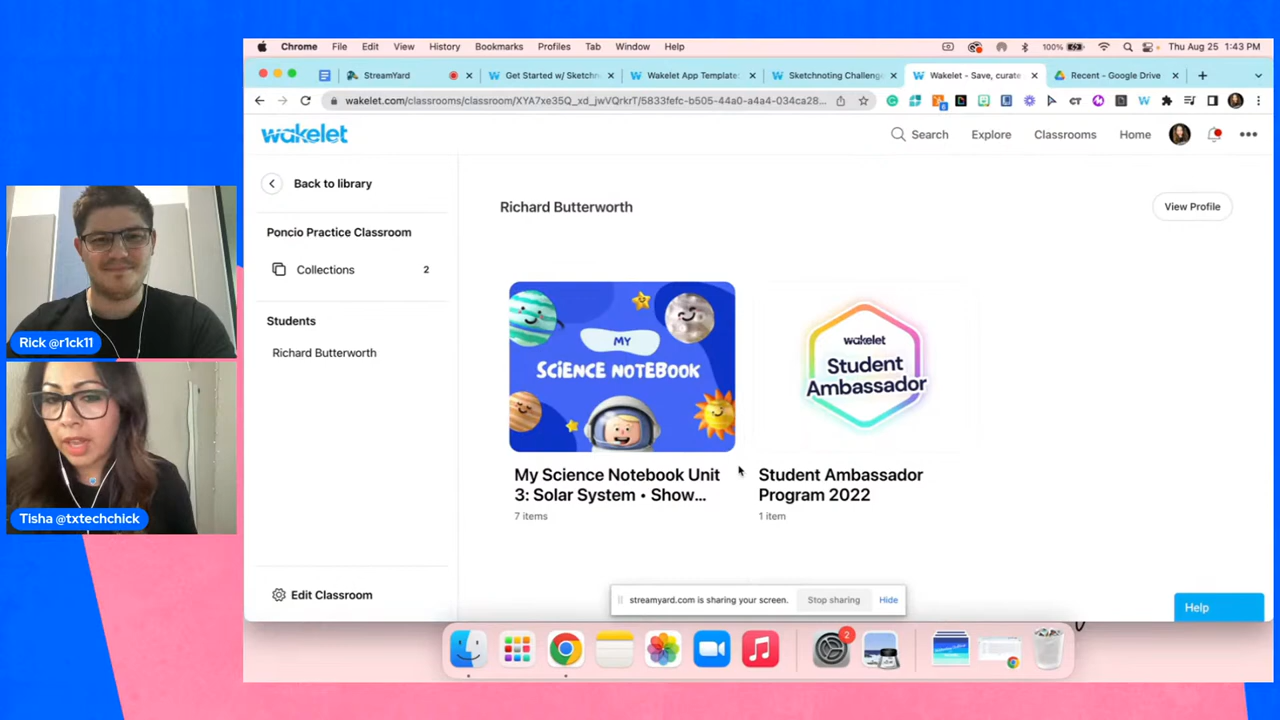 Chrome File Edit View History Bookmarks Profiles Tab Window Help 100% Thu Aug 25 1:43 PM
StreamYard Get Started w/ Sketchn Wakelet App Template: Sketchnoting Challenge Wakelet - Save, curate Recent - Google Drive
wakelet.com/classrooms/classroom/XYA7xe35Q_xd_jwVQrkrT/5833fefc-b505-44a0-a4a4-034ca28...
wakelet Search Explore Classrooms Home
Back to library
Richard Butterworth
View Profile
Poncio Practice Classroom
Collections 2
Students
Richard Butterworth
MY
SCIENCE NOTEBOOK
wakelet
Student
Ambassador
My Science Notebook Unit
3: Solar System • Show...
7 items
Student Ambassador
Program 2022
1 item
Edit Classroom
streamyard.com is sharing your screen. Stop sharing Hide
Help
2
Rick @r1ck11
Tisha @txtechchick